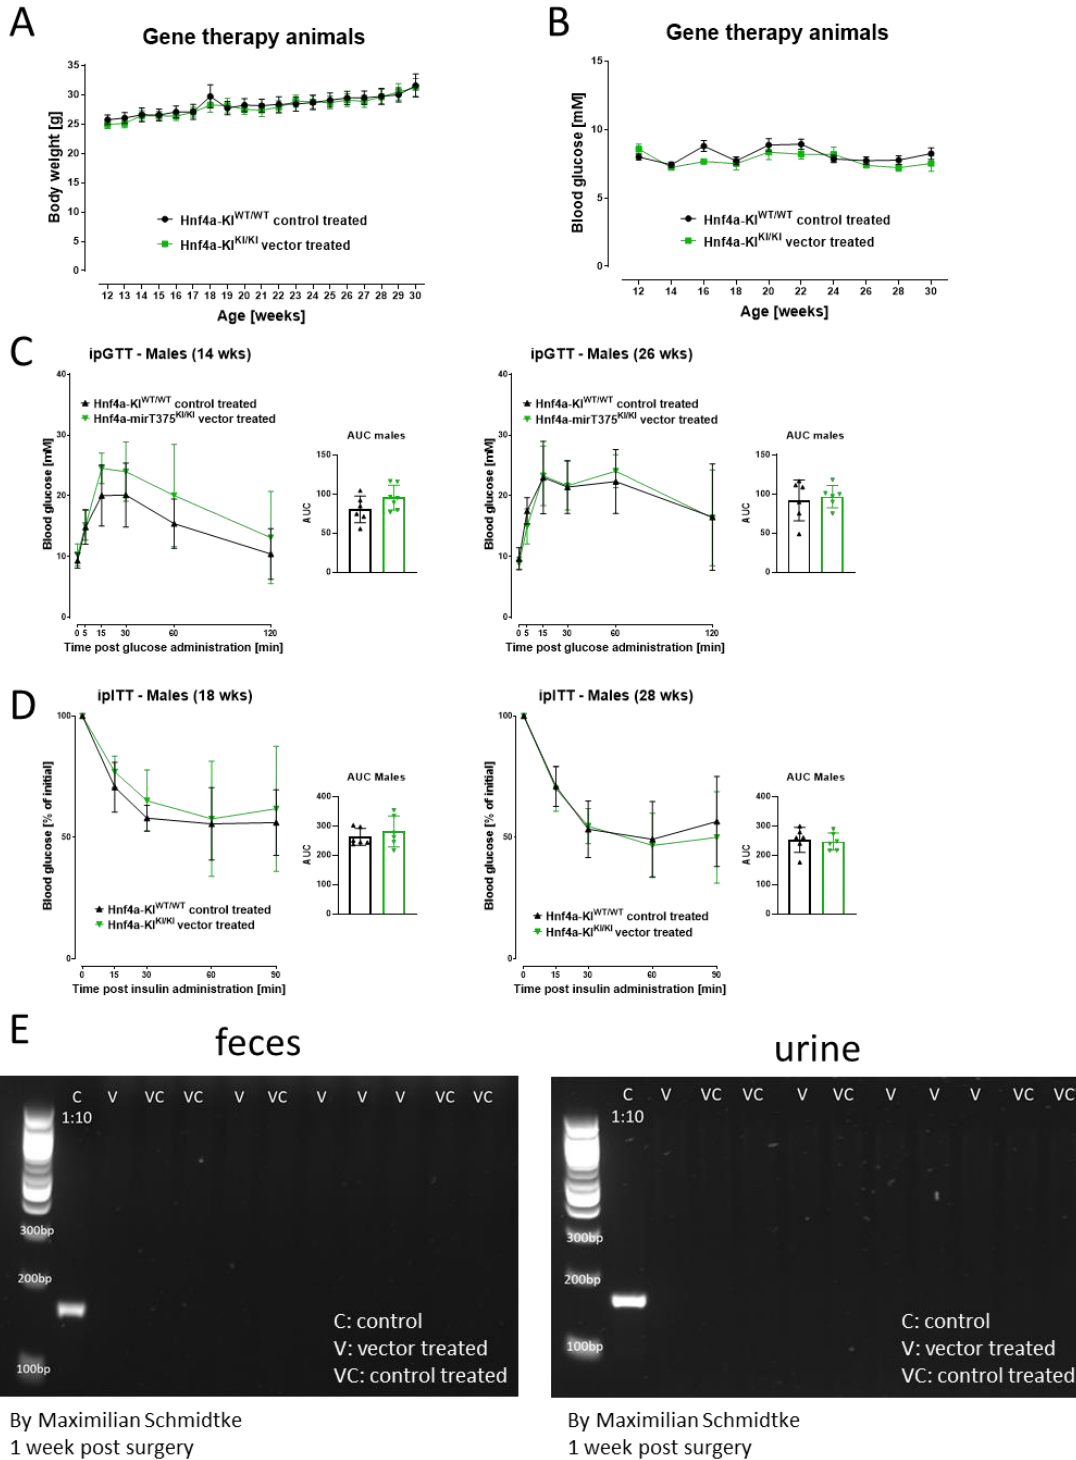 A
Gene therapy animals
35
30
25
20
15
10
5
0
Body weight [g]
Hnf4a-KIWT/WT control treated
Hnf4a-KIKI/KI vector treated
12 13 14 15 16 17 18 19 20 21 22 23 24 25 26 27 28 29 30
Age [weeks]
B
Gene therapy animals
15
10
5
0
Blood glucose [mM]
Hnf4a-KIWT/WT control treated
Hnf4a-KIKI/KI vector treated
12 14 16 18 20 22 24 26 28 30
Age [weeks]
C
ipGTT - Males (14 wks)
40
30
20
10
0
Blood glucose [mM]
Hnf4a-KIWT/WT control treated
Hnf4a-mirT375KI/KI vector treated
0 5 15 30 60 120
Time post glucose administration [min]
AUC males
150
100
50
0
AUC
ipGTT - Males (26 wks)
40
30
20
10
0
Blood glucose [mM]
Hnf4a-KIWT/WT control treated
Hnf4a-mirT375KI/KI vector treated
0 5 15 30 60 120
Time post glucose administration [min]
AUC males
150
100
50
0
AUC
D
ipITT - Males (18 wks)
100
50
0
Blood glucose [% of initial]
Hnf4a-KIWT/WT control treated
Hnf4a-KIKI/KI vector treated
0 15 30 60 90
Time post insulin administration [min]
AUC Males
400
300
200
100
0
AUC
ipITT - Males (28 wks)
100
50
0
Blood glucose [% of initial]
Hnf4a-KIWT/WT control treated
Hnf4a-KIKI/KI vector treated
0 15 30 60 90
Time post insulin administration [min]
AUC Males
400
300
200
100
0
AUC
E
feces
C V VC VC V VC V V V VC VC
1:10
300bp
200bp
100bp
C: control
V: vector treated
VC: control treated
By Maximilian Schmidtke
1 week post surgery
urine
C V VC VC V VC V V V VC VC
1:10
300bp
200bp
100bp
C: control
V: vector treated
VC: control treated
By Maximilian Schmidtke
1 week post surgery